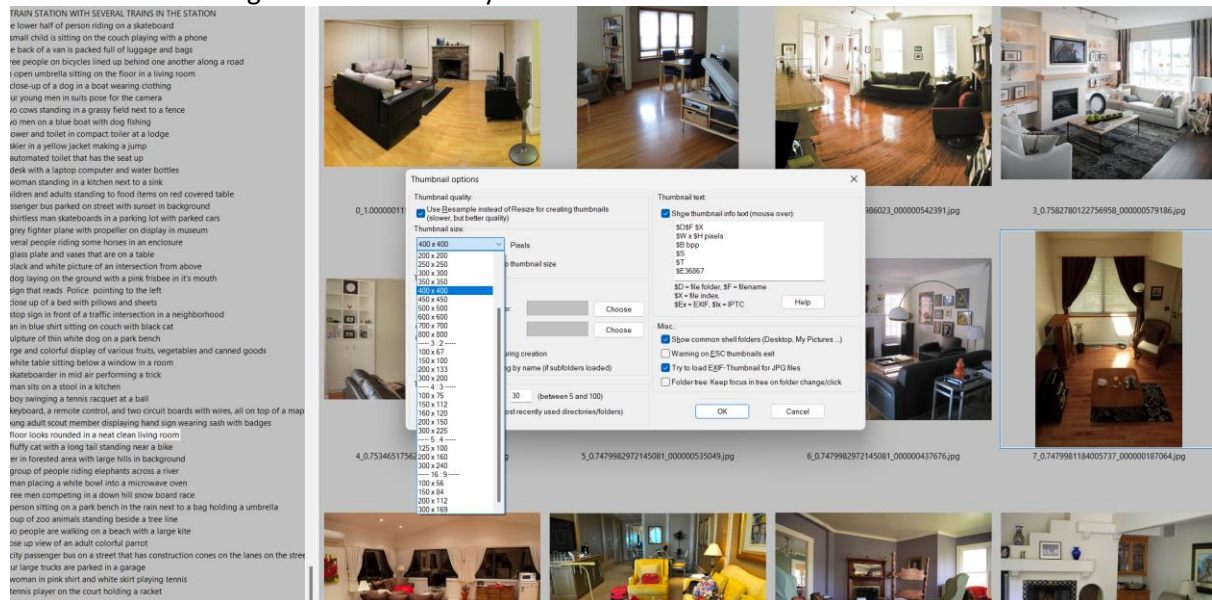 TRAIN STATION WITH SEVERAL TRAINS IN THE STATION
lower half of person riding on a skateboard
small child is sitting on the couch playing with a phone
back of a van is packed full of luggage and bags
people on bicycles lined up behind one another along a road
open umbrella sitting on the floor in a living room
close-up of a dog in a boat wearing clothing
young men in suits pose for the camera
cows standing in a grassy field next to a fence
men on a blue boat with dog fishing
and toilet in compact toiler at a lodge
skier in a yellow jacket making a jump
automated toilet that has the seat up
desk with a laptop computer and water bottles
woman standing in a kitchen next to a sink
and adults standing to food items on red covered table
bus parked on street with sunset in background
shirtless man skateboards in a parking lot with parked cars
grey fighter plane with propeller on display in museum
people riding some horses in an enclosure
glass plate and vases that are on a table
black and white picture of an intersection from above
dog laying on the ground with a pink frisbee in it's mouth
sign that reads Police pointing to the left
close up of a bed with pillows and sheets
stop sign in front of a traffic intersection in a neighborhood
in blue shirt sitting on couch with black cat
of thin white dog on a park bench
and colorful display of various fruits, vegetables and canned goods
white table sitting below a window in a room
skateboarder in mid air performing a trick
man sits on a stool in a kitchen
boy swinging a tennis racquet at a ball
keyboard, a remote control, and two circuit boards with wires, all on top of a map
adult scout member displaying hand sign wearing sash with badges
floor looks rounded in a neat clean living room
fluffy cat with a long tail standing near a bike
in forested area with large hills in background
group of people riding elephants across a river
man placing a white bowl into a microwave oven
men competing in a down hill snow board race
person sitting on a park bench in the rain next to a bag holding a umbrella
of zoo animals standing beside a tree line
people are walking on a beach with a large kite
up view of an adult colorful parrot
city passenger bus on a street that has construction cones on the lanes on the stree
large trucks are parked in a garage
woman in pink shirt and white skirt playing tennis
tennis player on the court holding a racket
3_0.7582780122756958_000000579186.jpg
5_0.7479982972145081_000000535049.jpg
6_0.7479982972145081_000000437676.jpg
7_0.7479981184005737_000000187064.jpg
Thumbnail options
Thumbnail quality:
Use Resample instead of Resize for creating thumbnails
(slower, but better quality)
Thumbnail size:
400 x 400
Pixels
200 x 200
250 x 250
300 x 300
350 x 350
400 x 400
450 x 450
500 x 500
600 x 600
700 x 700
800 x 800
----- 3 : 2 -----
100 x 67
150 x 100
200 x 133
300 x 200
----- 4 : 3 -----
100 x 75
150 x 112
160 x 120
200 x 150
300 x 225
----- 5 : 4 -----
125 x 100
200 x 160
300 x 240
----- 16 : 9 -----
100 x 56
150 x 84
200 x 112
300 x 169
thumbnail size
Choose
Choose
creation
by name (if subfolders loaded)
30 (between 5 and 100)
recently used directories/folders)
Thumbnail text:
Show thumbnail info text (mouse over):
$D$F $X
$W x $H pixels
$B bpp
$S
$T
$E36867
$D = file folder, $F = filename
$X = file index,
$Ex = EXIF, $Ix = IPTC
Help
Misc.:
Show common shell folders (Desktop, My Pictures ...)
Warning on ESC thumbnails exit
Try to load EXIF-Thumbnail for JPG files
Folder tree: Keep focus in tree on folder change/click
OK
Cancel